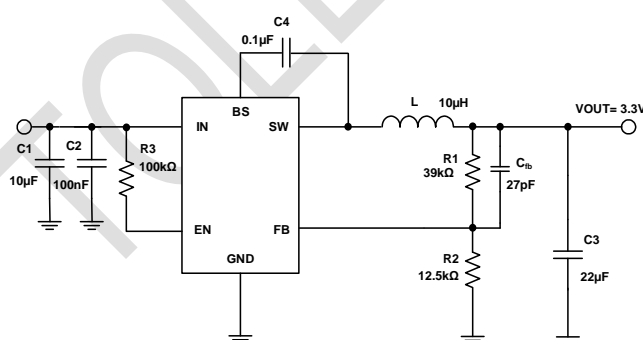 C4
0.1µF
BS
IN
SW
L
10µH
VOUT= 3.3V
C1
10µF
C2
100nF
R3
100kΩ
R1
39kΩ
Cfb
27pF
EN
FB
GND
R2
12.5kΩ
C3
22µF